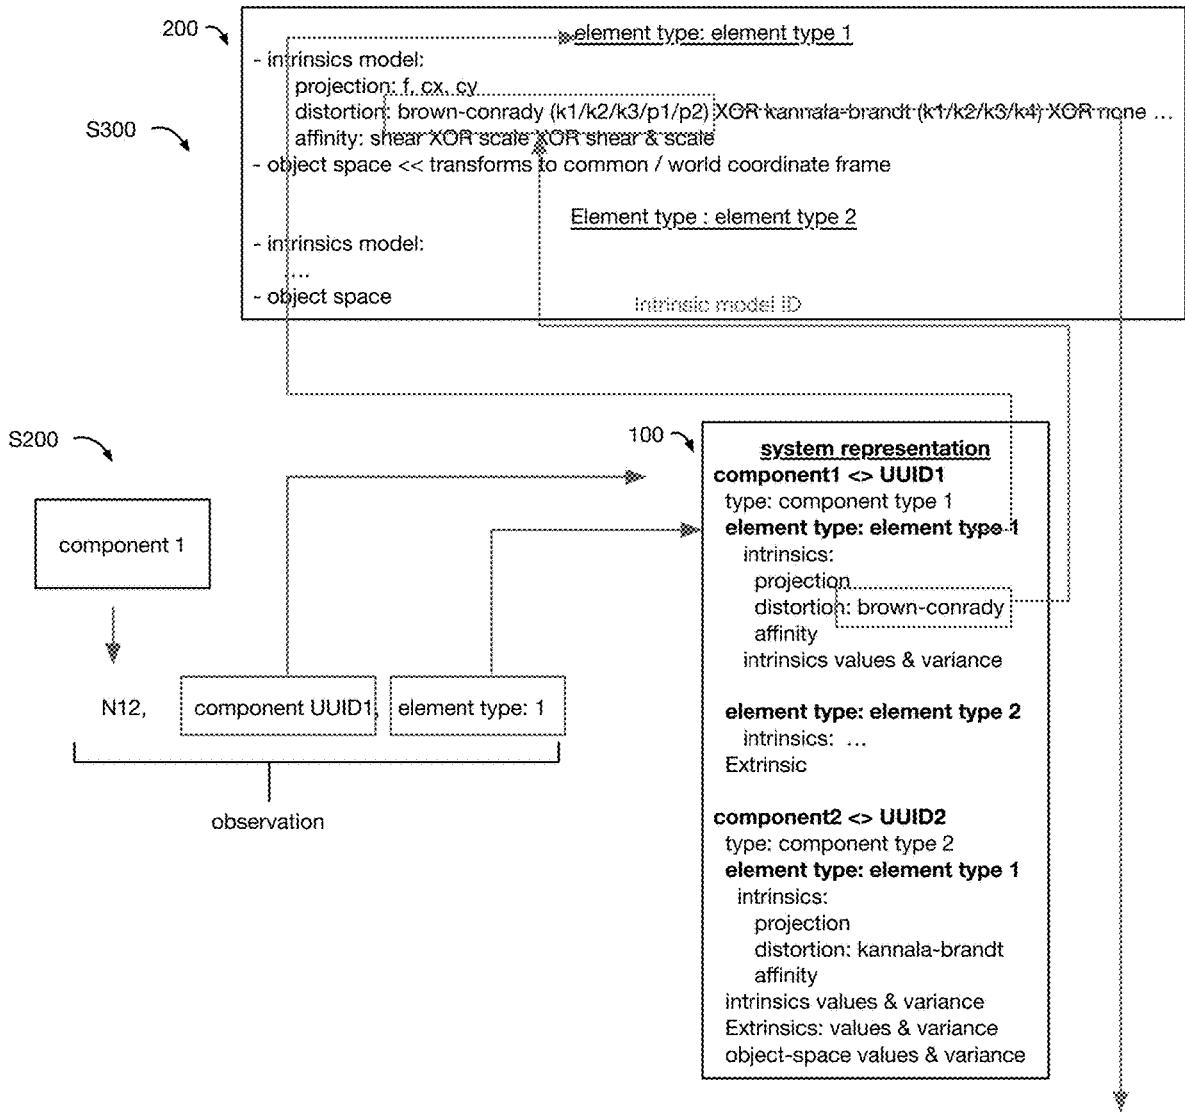 200
element type: element type 1
- intrinsics model:
projection: f, cx, cy
distortion: brown-conrady (k1/k2/k3/p1/p2) XOR kannala-brandt (k1/k2/k3/k4) XOR none ...
S300
affinity: shear XOR scale XOR shear & scale
- object space << transforms to common / world coordinate frame
Element type : element type 2
- intrinsics model:
....
- object space
Intrinsic model ID
S200
100
system representation
component1 <> UUID1
type: component type 1
element type: element type 1
intrinsics:
projection
distortion: brown-conrady
affinity
intrinsics values & variance
element type: element type 2
intrinsics: ...
Extrinsic
component2 <> UUID2
type: component type 2
element type: element type 1
intrinsics:
projection
distortion: kannala-brandt
affinity
intrinsics values & variance
Extrinsics: values & variance
object-space values & variance
component 1
N12, component UUID1, element type: 1
observation